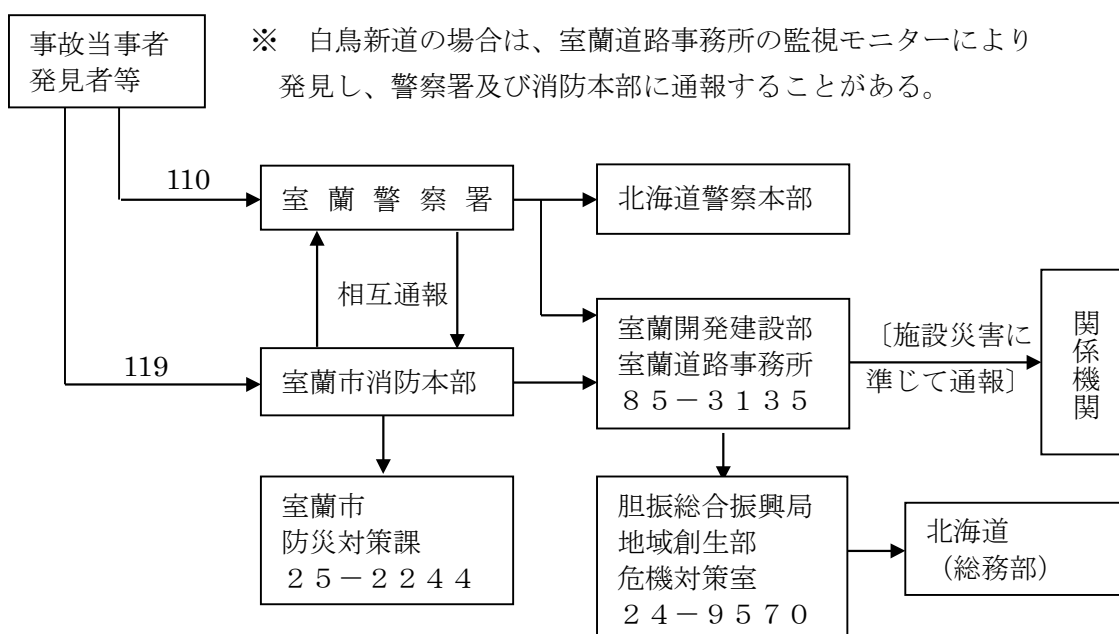 事故当事者
発見者等
※　白鳥新道の場合は、室蘭道路事務所の監視モニターにより
発見し、警察署及び消防本部に通報することがある。
110
室 蘭 警 察 署
北海道警察本部
相互通報
119
室蘭市消防本部
室蘭開発建設部
室蘭道路事務所
８５－３１３５
〔施設災害に
準じて通報〕
関係機関
室蘭市
防災対策課
２５－２２４４
胆振総合振興局
地域創生部
危機対策室
２４－９５７０
北海道
（総務部）